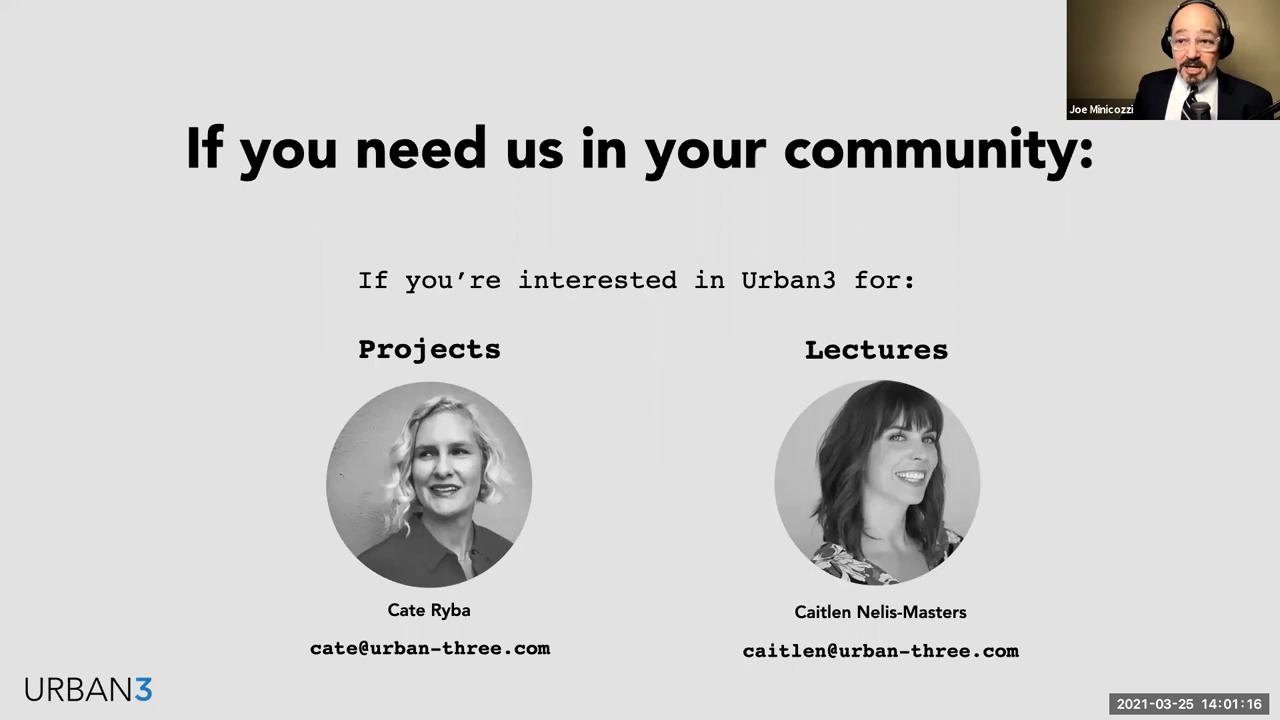 Joe Minicozzi
If you need us in your community:
If you’re interested in Urban3 for:
Projects
Lectures
Cate Ryba
Caitlen Nelis-Masters
cate@urban-three.com
caitlen@urban-three.com
URBAN3
2021-03-25 14:01:16